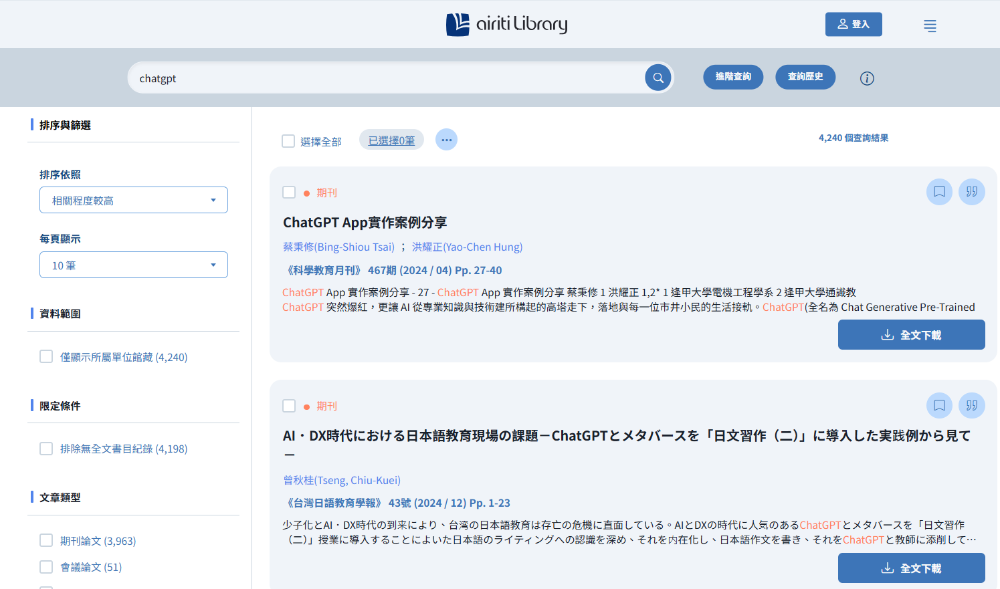 airiti Library
登入
chatgpt
進階查詢
查詢歷史
排序與篩選
排序依照
相關程度較高
每頁顯示
10 筆
資料範圍
僅顯示所屬單位館藏 (4,240)
限定條件
排除無全文書目紀錄 (4,198)
文章類型
期刊論文 (3,963)
會議論文 (51)
選擇全部
已選擇0筆
4,240 個查詢結果
期刊
ChatGPT App實作案例分享
蔡秉修(Bing-Shiou Tsai) ； 洪耀正(Yao-Chen Hung)
《科學教育月刊》 467期 (2024 / 04) Pp. 27-40
ChatGPT App 實作案例分享 - 27 - ChatGPT App 實作案例分享 蔡秉修 1 洪耀正 1,2* 1 逢甲大學電機工程學系 2 逢甲大學通識教
ChatGPT 突然爆紅，更讓 AI 從專業知識與技術建所構起的高塔走下，落地與每一位市井小民的生活接軌。ChatGPT(全名為 Chat Generative Pre-Trained
全文下載
期刊
AI・DX時代における日本語教育現場の課題－ChatGPTとメタバースを「日文習作（二）」に導入した実践例から見て
－
曾秋桂(Tseng, Chiu-Kuei)
《台灣日語教育學報》 43號 (2024 / 12) Pp. 1-23
少子化とAI・DX時代の到来により、台湾の日本語教育は存亡の危機に直面している。AIとDXの時代に人気のあるChatGPTとメタバースを「日文習作
（二）」授業に導入することによいた日本語のライティングへの認識を深め、それを内在化し、日本語作文を書き、それをChatGPTと教師に添削して…
全文下載